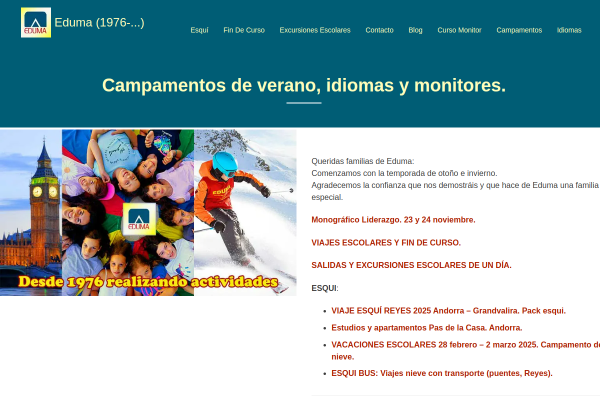 EDUMA
Eduma (1976-...)
Esquí
Fin De Curso
Excursiones Escolares
Contacto
Blog
Curso Monitor
Campamentos
Idiomas
Campamentos de verano, idiomas y monitores.
EDUMA
EDUMA
Desde 1976 realizando actividades
Queridas familias de Eduma:
Comenzamos con la temporada de otoño e invierno.
Agradecemos la confianza que nos demostráis y que hace de Eduma una familia
especial.
Monográfico Liderazgo. 23 y 24 noviembre.
VIAJES ESCOLARES Y FIN DE CURSO.
SALIDAS Y EXCURSIONES ESCOLARES DE UN DÍA.
ESQUI:
VIAJE ESQUÍ REYES 2025 Andorra – Grandvalira. Pack esqui.
Estudios y apartamentos Pas de la Casa. Andorra.
VACACIONES ESCOLARES 28 febrero – 2 marzo 2025. Campamento de
nieve.
ESQUI BUS: Viajes nieve con transporte (puentes, Reyes).